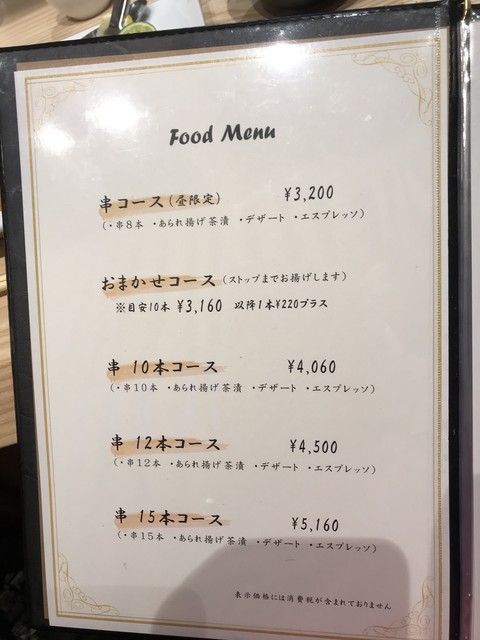 Food Menu
串コース(昼限定) ¥3,200
(・串8本 ・あられ揚げ茶漬 ・デザート ・エスプレッソ)
おまかせコース(ストップまでお揚げします)
※目安10本 ¥3,160 以降1本¥220プラス
串 10本コース ¥4,060
(・串10本 ・あられ揚げ茶漬 ・デザート ・エスプレッソ)
串 12本コース ¥4,500
(・串12本 ・あられ揚げ茶漬 ・デザート ・エスプレッソ)
串 15本コース ¥5,160
(・串15本 ・あられ揚げ茶漬 ・デザート ・エスプレッソ)
表示価格には消費税が含まれておりません